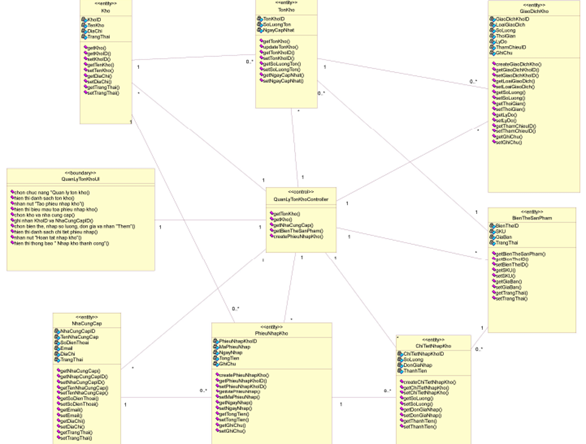 <<entity>>
Kho
KhoID
TenKho
DiaChi
TrangThai
getKho()
getKhoID()
setKhoID()
getTenKho()
setTenKho()
getDiaChi()
setDiaChi()
getTrangThai()
setTrangThai()
<<entity>>
TonKho
TonKhoID
SoLuongTon
NgayCapNhat
getTonKho()
updateTonKho()
getTonKhoID()
setTonKhoID()
getSoLuongTon()
setSoLuongTon()
getNgayCapNhat()
setNgayCapNhat()
<<entity>>
GiaoDichKho
GiaoDichKhoID
LoaiGiaoDich
SoLuong
ThoiGian
LyDo
ThamChieuID
GhiChu
createGiaoDichKho()
getGiaoDichKhoID()
setGiaoDichKhoID()
getLoaiGiaoDich()
setLoaiGiaoDich()
getSoLuong()
setSoLuong()
getThoiGian()
setThoiGian()
getLyDo()
setLyDo()
getThamChieuID()
setThamChieuID()
getGhiChu()
setGhiChu()
<<boundary>>
QuanLyTonKhoUI
chon chuc nang "Quan ly ton kho()
hien thi danh sach ton kho()
nhan nut "Tao phieu nhap kho()
hien thi bieu mau toa phieu nhap kho()
chon kho va nha cung cap()
ghi nhan KhoID va NhaCungCapID()
chon bien the, nhap so luong, don gia va nhan "Them"()
hien thi danh sach chi tiet phieu nhap()
nhan nut "Hoan tat nhap kho"()
hien thi thong bao " Nhap kho thanh cong"()
<<control>>
QuanLyTonKhoController
getTonKho()
getKho()
getNhaCungCap()
getBienTheSanPham()
createPhieuNhapKho()
<<entity>>
BienTheSanPham
BienTheID
SKU
GiaBan
TrangThai
getBienTheSanPham()
getBienTheID()
setBienTheID()
getSKU()
setSKU()
getGiaBan()
setGiaBan()
getTrangThai()
setTrangThai()
<<entity>>
NhaCungCap
NhaCungCapID
TenNhaCungCap
SoDienThoai
Email
DiaChi
TrangThai
getNhaCungCap()
getNhapCungCapID()
setNhaCungCapID()
getTenNhaCungCap()
setTenNhaCungCap()
getSoDienThoai()
setSoDienThoai()
getEmail()
setEmail()
getDiaChi()
setDiaChi()
getTrangThai()
setTrangThai()
<<entity>>
PhieuNhapKho
PhieuNhapKhoID
MaPhieuNhap
NgayNhap
TongTien
GhiChu
createPhieuNhapKho()
getPhieuNhapKhoID()
setPhieuNhapKhoID()
getMaPhieuNhap()
setMaPhieuNhap()
getNgayNhap()
setNgayNhap()
getTongTien()
setTongTien()
getGhiChu()
setGhiChu()
<<entity>>
ChiTietNhapKho
ChiTietNhapKhoID
SoLuong
DonGiaNhap
ThanhTien
createChiTietNhapKho()
getChiTietNhapKho()
setChiTietNhapKho()
getSoLuong()
setSoLuong()
getDonGiaNhap()
setDonGiaNhap()
getThanhTien()
setThanhTien()